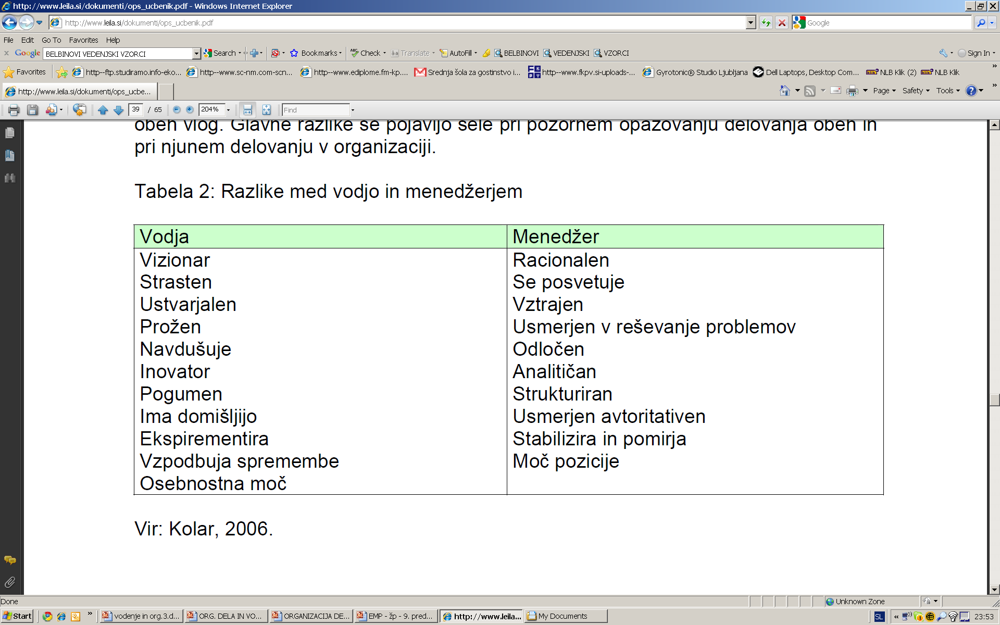 http://www.leila.si/dokumenti/ops_ucbenik.pdf - Windows Internet Explorer
http://www.leila.si/dokumenti/ops_ucbenik.pdf
Google
File Edit Go To Favorites Help
x Google BELBINOVI VEDENJSKI VZORCI Search Bookmarks Check Translate AutoFill BELBINOVI VEDENJSKI VZORCI Sign In
Favorites http--ftp.studiramo.info-eko... http--www.sc-nm.com-scn... http--www.ediplome.fm-kp.... Srednja šola za gostinstvo i... http--www.fkpv.si-uploads-... Gyrotonic® Studio Ljubljana Dell Laptops, Desktop Com... NLB Klik (2) NLB Klik
http://www.leila.si/dokumenti/ops_ucbe... Page Safety Tools
39 / 65 204% Find
oben vlog. Glavne razlike se pojavijo šele pri pozornem opazovanju delovanja obeh in
pri njunem delovanju v organizaciji.
Tabela 2: Razlike med vodjo in menedžerjem
Vodja Menedžer
Vizionar Racionalen
Strasten Se posvetuje
Ustvarjalen Vztrajen
Prožen Usmerjen v reševanje problemov
Navdušuje Odločen
Inovator Analitičan
Pogumen Strukturiran
Ima domišljijo Usmerjen avtoritativen
Ekspirementira Stabilizira in pomirja
Vzpodbuja spremembe Moč pozicije
Osebnostna moč
Vir: Kolar, 2006.
Done Unknown Zone
Start vodenje in org.3.d... ORG. DELA IN VO... ORGANIZACIJA DE... EMP - žp - 9. pred... http://www.leila.... My Documents SL 23:53